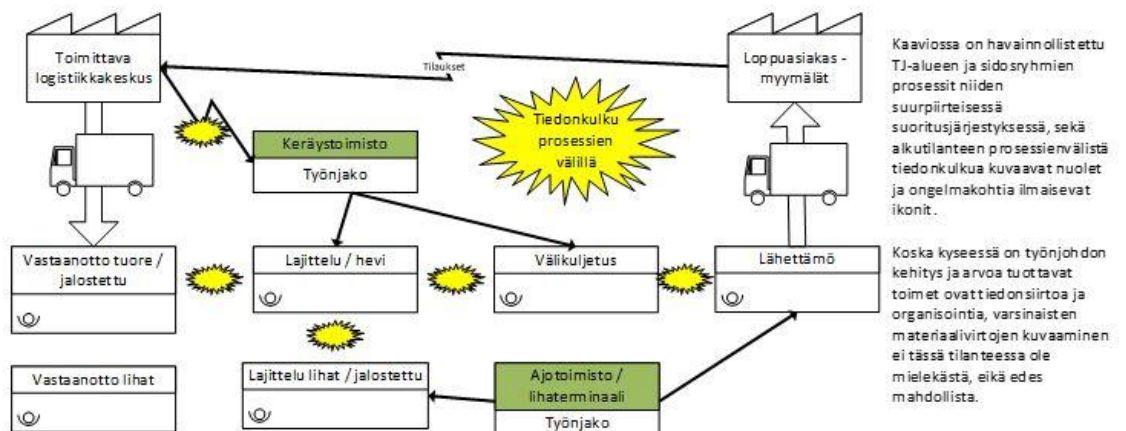 Toimittava
logistiikkakeskus
Tilaukset
Loppuasiakas -
myymälät
Tiedonkulku
prosessien
välillä
Keräystoimisto
Työnjako
Vastaanotto tuore /
jalostettu
Lajittelu / hevi
Välikuljetus
Lähettämö
Vastaanotto lihat
Lajittelu lihat / jalostettu
Ajotoimisto /
lihaterminaali
Työnjako
Kaaviossa on havainnollistettu
TJ-alueen ja sidosryhmien
prosessit niiden
suurpiirteisessä
suoritusjärjestyksessä, sekä
alkutilanteen prosessienvälistä
tiedonkulkua kuvaavat nuolet
ja ongelmakohtia ilmaisevat
ikonit.
Koska kyseessä on työnjohdon
kehitys ja arvoa tuottavat
toimet ovat tiedonsiirtoa ja
organisointia, varsinaisten
materiaalivirtojen kuvaaminen
ei tässä tilanteessa ole
mielekästä, eikä edes
mahdollista.